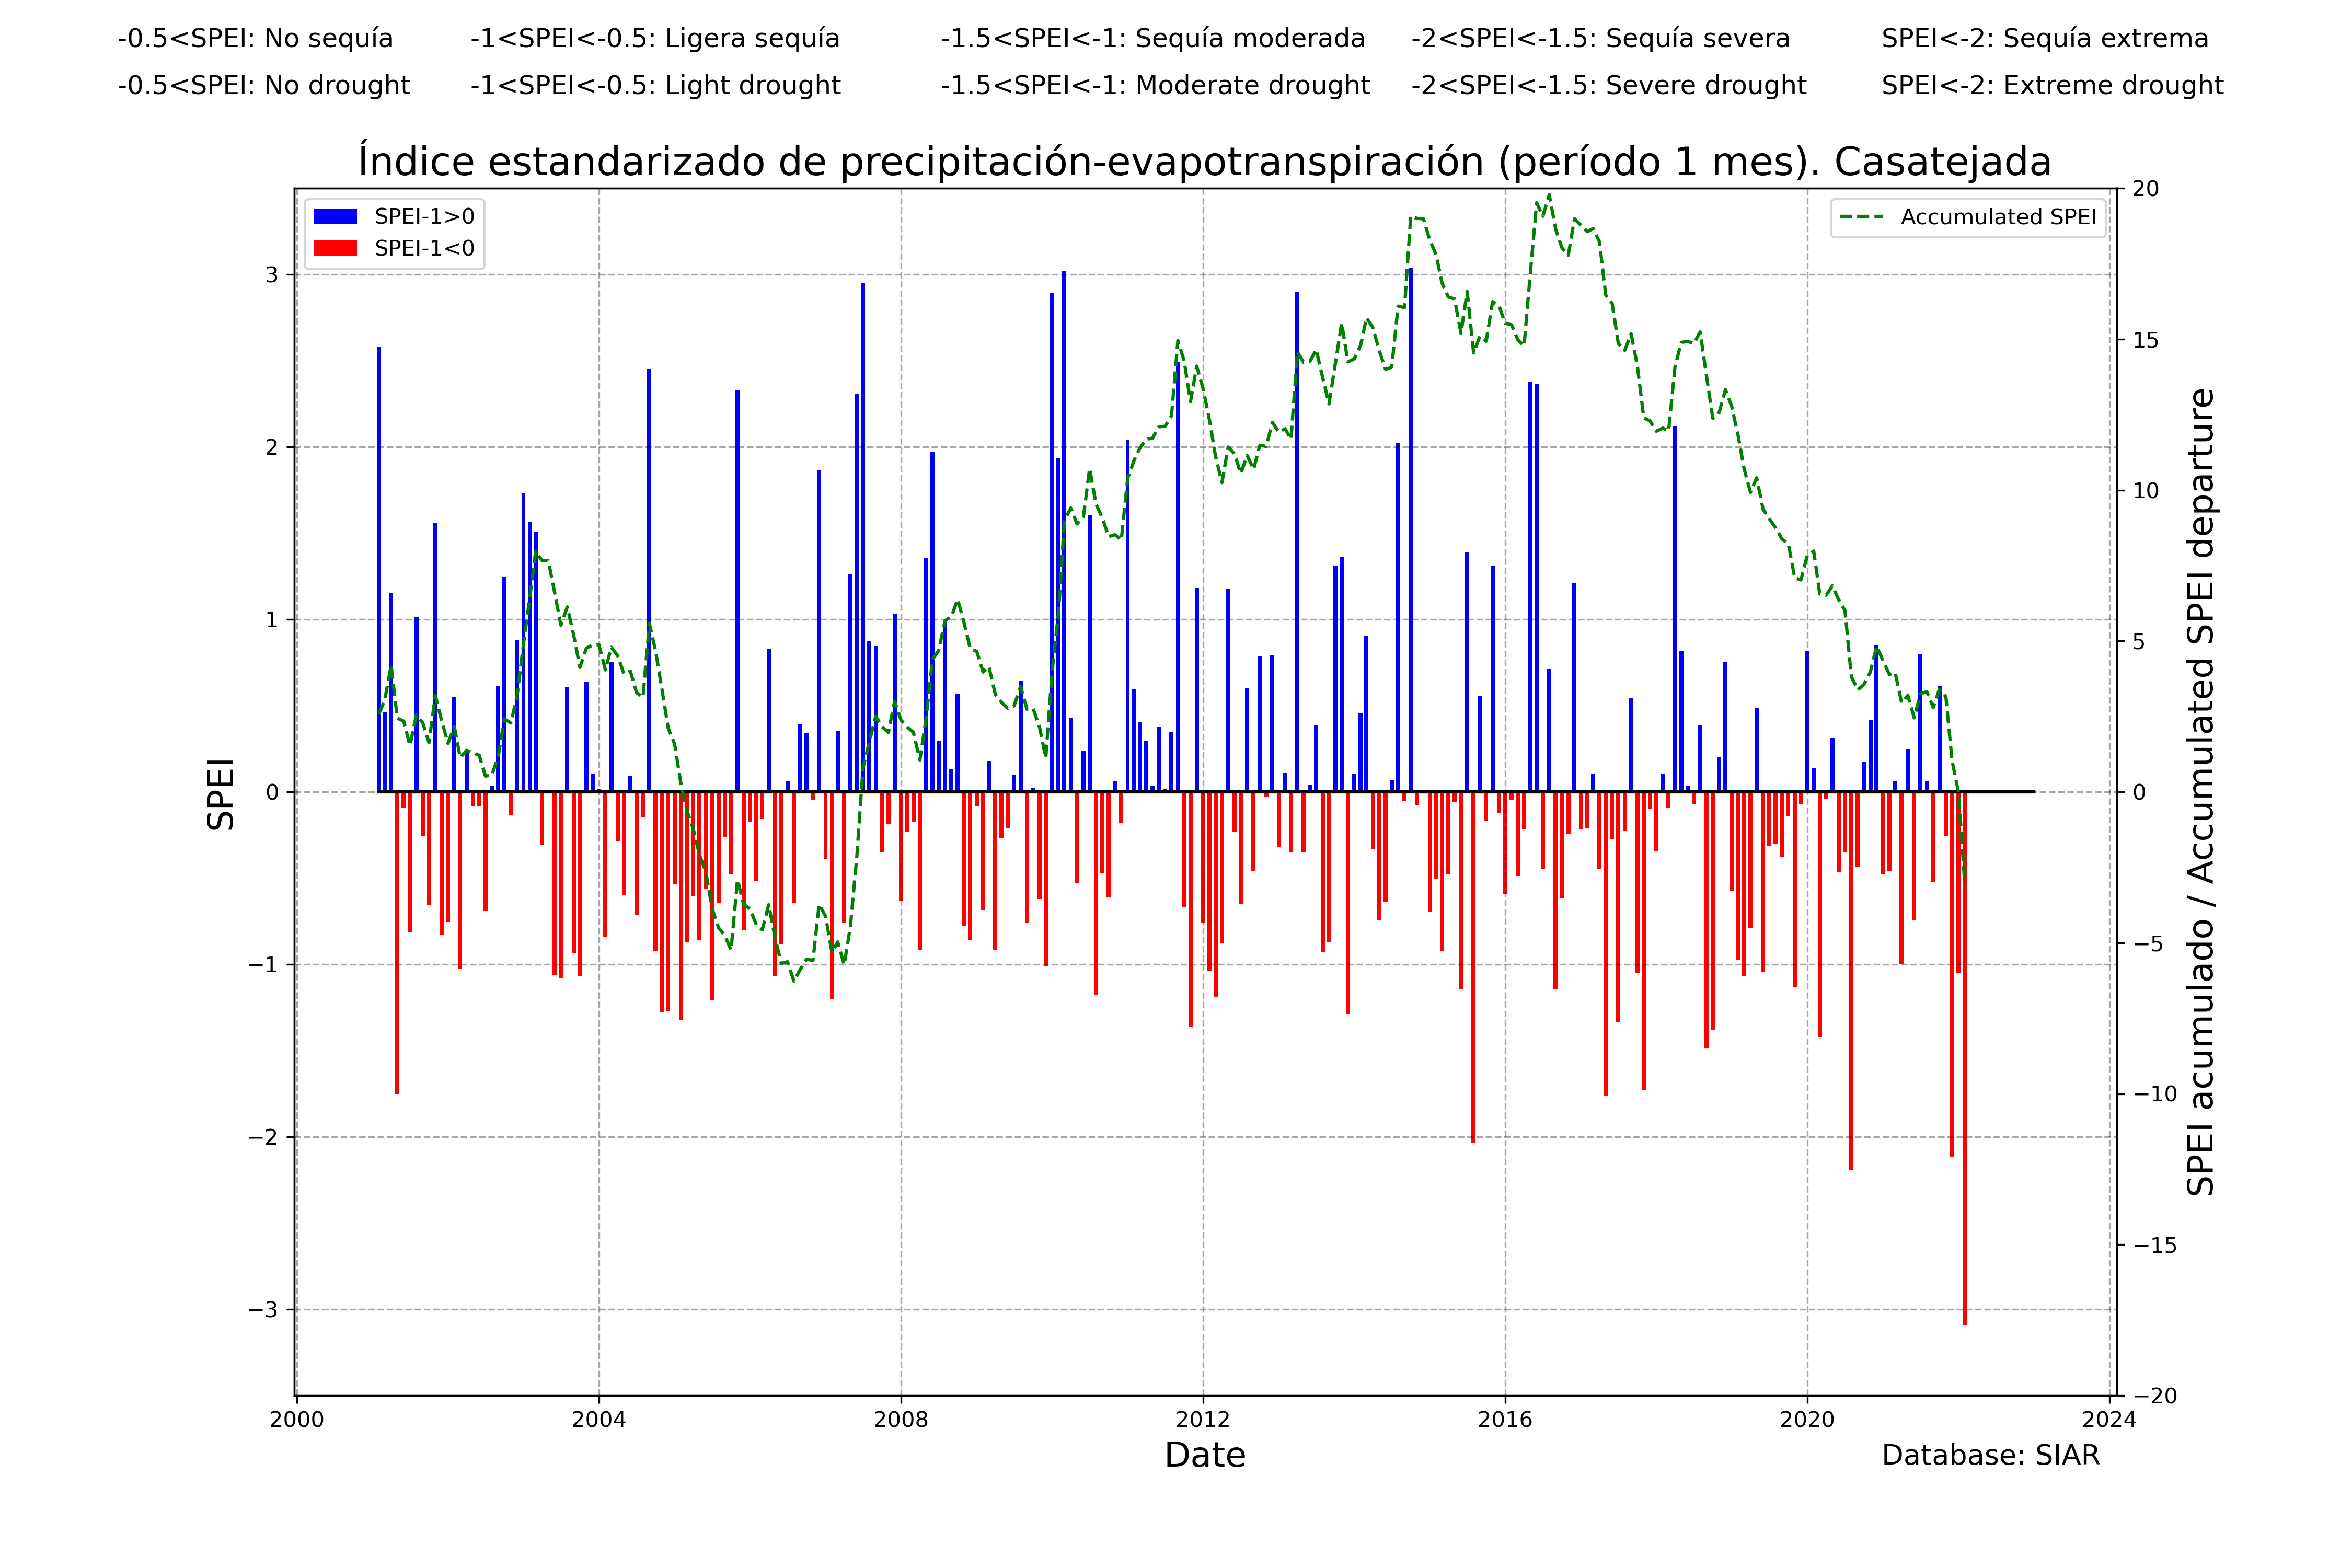 -0.5<SPEI: No sequía -1<SPEI<-0.5: Ligera sequía -1.5<SPEI<-1: Sequía moderada -2<SPEI<-1.5: Sequía severa SPEI<-2: Sequía extrema
-0.5<SPEI: No drought -1<SPEI<-0.5: Light drought -1.5<SPEI<-1: Moderate drought -2<SPEI<-1.5: Severe drought SPEI<-2: Extreme drought
Índice estandarizado de precipitación-evapotranspiración (período 1 mes). Casatejada
SPEI-1>0
SPEI-1<0
Accumulated SPEI
SPEI
3
2
1
0
−1
−2
−3
20
15
10
5
0
−5
−10
−15
−20
SPEI acumulado / Accumulated SPEI departure
2000 2004 2008 2012 2016 2020 2024
Date
Database: SIAR